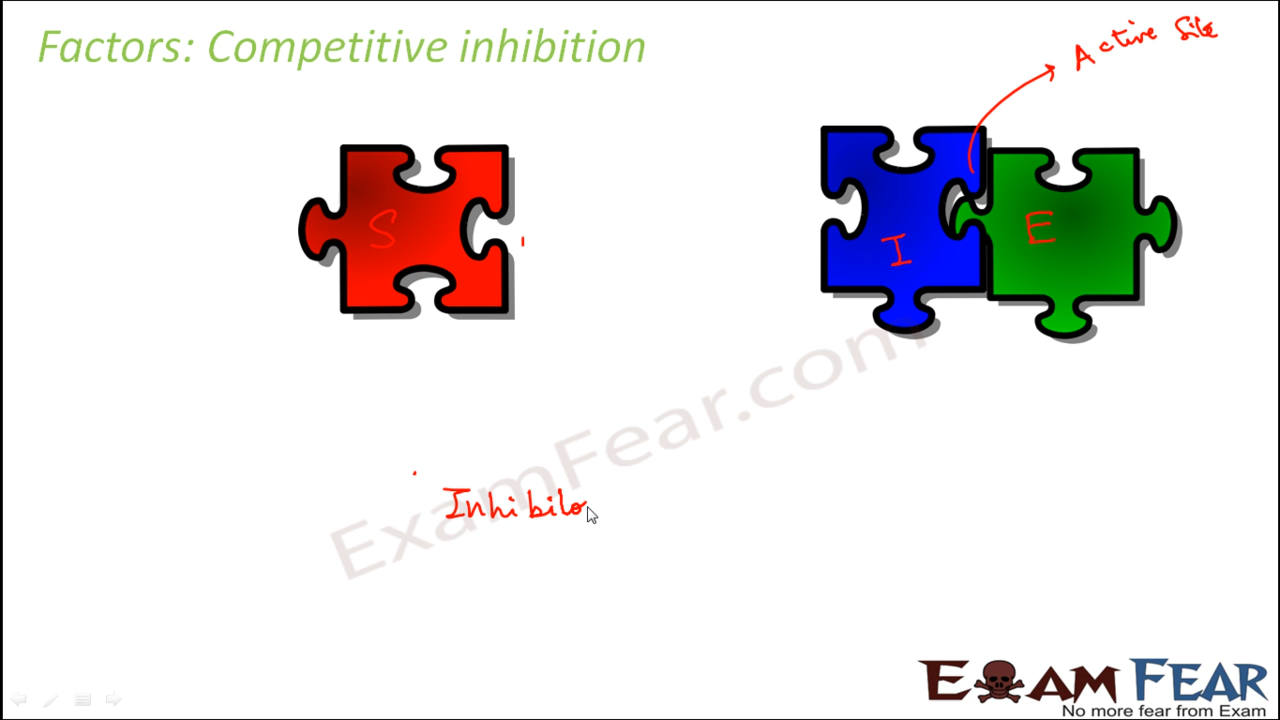 Factors: Competitive inhibition
Active Site
S
I
E
ExamFear.com
Inhibito
EXAM FEAR
No more fear from Exam